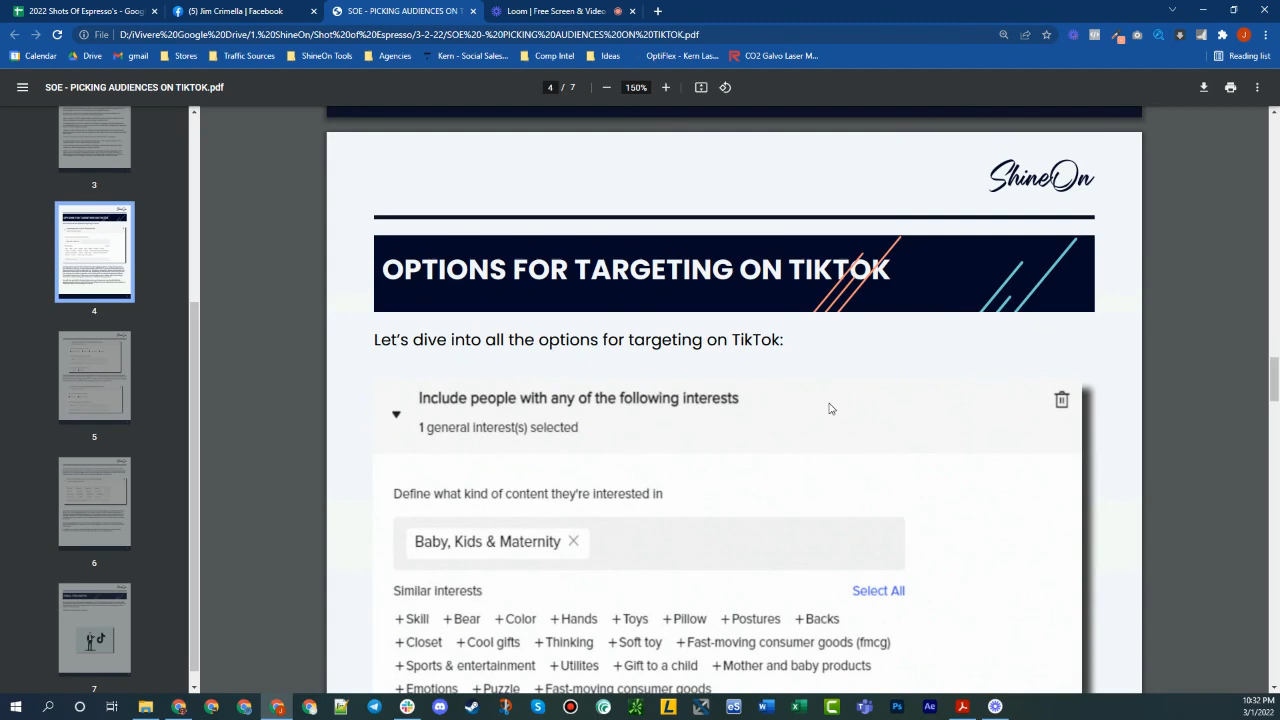 2022 Shots Of Espresso' - Goog
(5) Jim Crimella | Facebook
SOE - PICKING AUDIENCES ON T
Loom | Free Screen & Video
File
D:/iVivere%20Google%20Drive/1.%20ShineOn/Shot%20of%20Espresso/3-2-22/SOE%20-%20PICKING%20AUDIENCES%20ON%20TIKTOK.pdf
Calendar
Drive
gmail
Stores
Traffic Sources
ShineOn Tools
Agencies
Kern - Social Sales...
Comp Intel
Ideas
OptiFlex - Kern Las...
CO2 Galvo Laser M...
Reading list
SOE - PICKING AUDIENCES ON TIKTOK.pdf
4 / 7
150%
3
4
5
6
7
ShineOn
OPTIONS FOR TARGETING ON TIKTOK
Let's dive into all the options for targeting on TikTok:
Include people with any of the following interests
1 general interest(s) selected
Define what kind of content they're interested in
Baby, Kids & Maternity
Similar interests
Select All
+Skill +Bear +Color +Hands +Toys +Pillow +Postures +Backs
+Closet +Cool gifts +Thinking +Soft toy +Fast-moving consumer goods (fmcg)
+Sports & entertainment +Utilites +Gift to a child +Mother and baby products
+Emotions +Puzzle +Fast-moving consumer goods
10:32 PM
3/1/2022